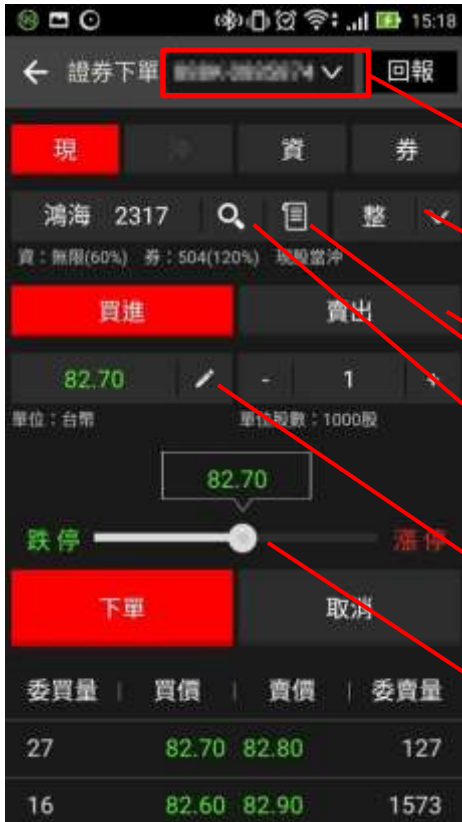 15:18
證券下單 回報
現 資 券
鴻海 2317 整
資：無限(60%) 券：504(120%) 現股當沖
買進 賣出
82.70 - 1 +
單位：台幣 單位股數：1000股
82.70
跌停 漲停
下單 取消
委買量 買價 賣價 委賣量
27 82.70 82.80 127
16 82.60 82.90 1573